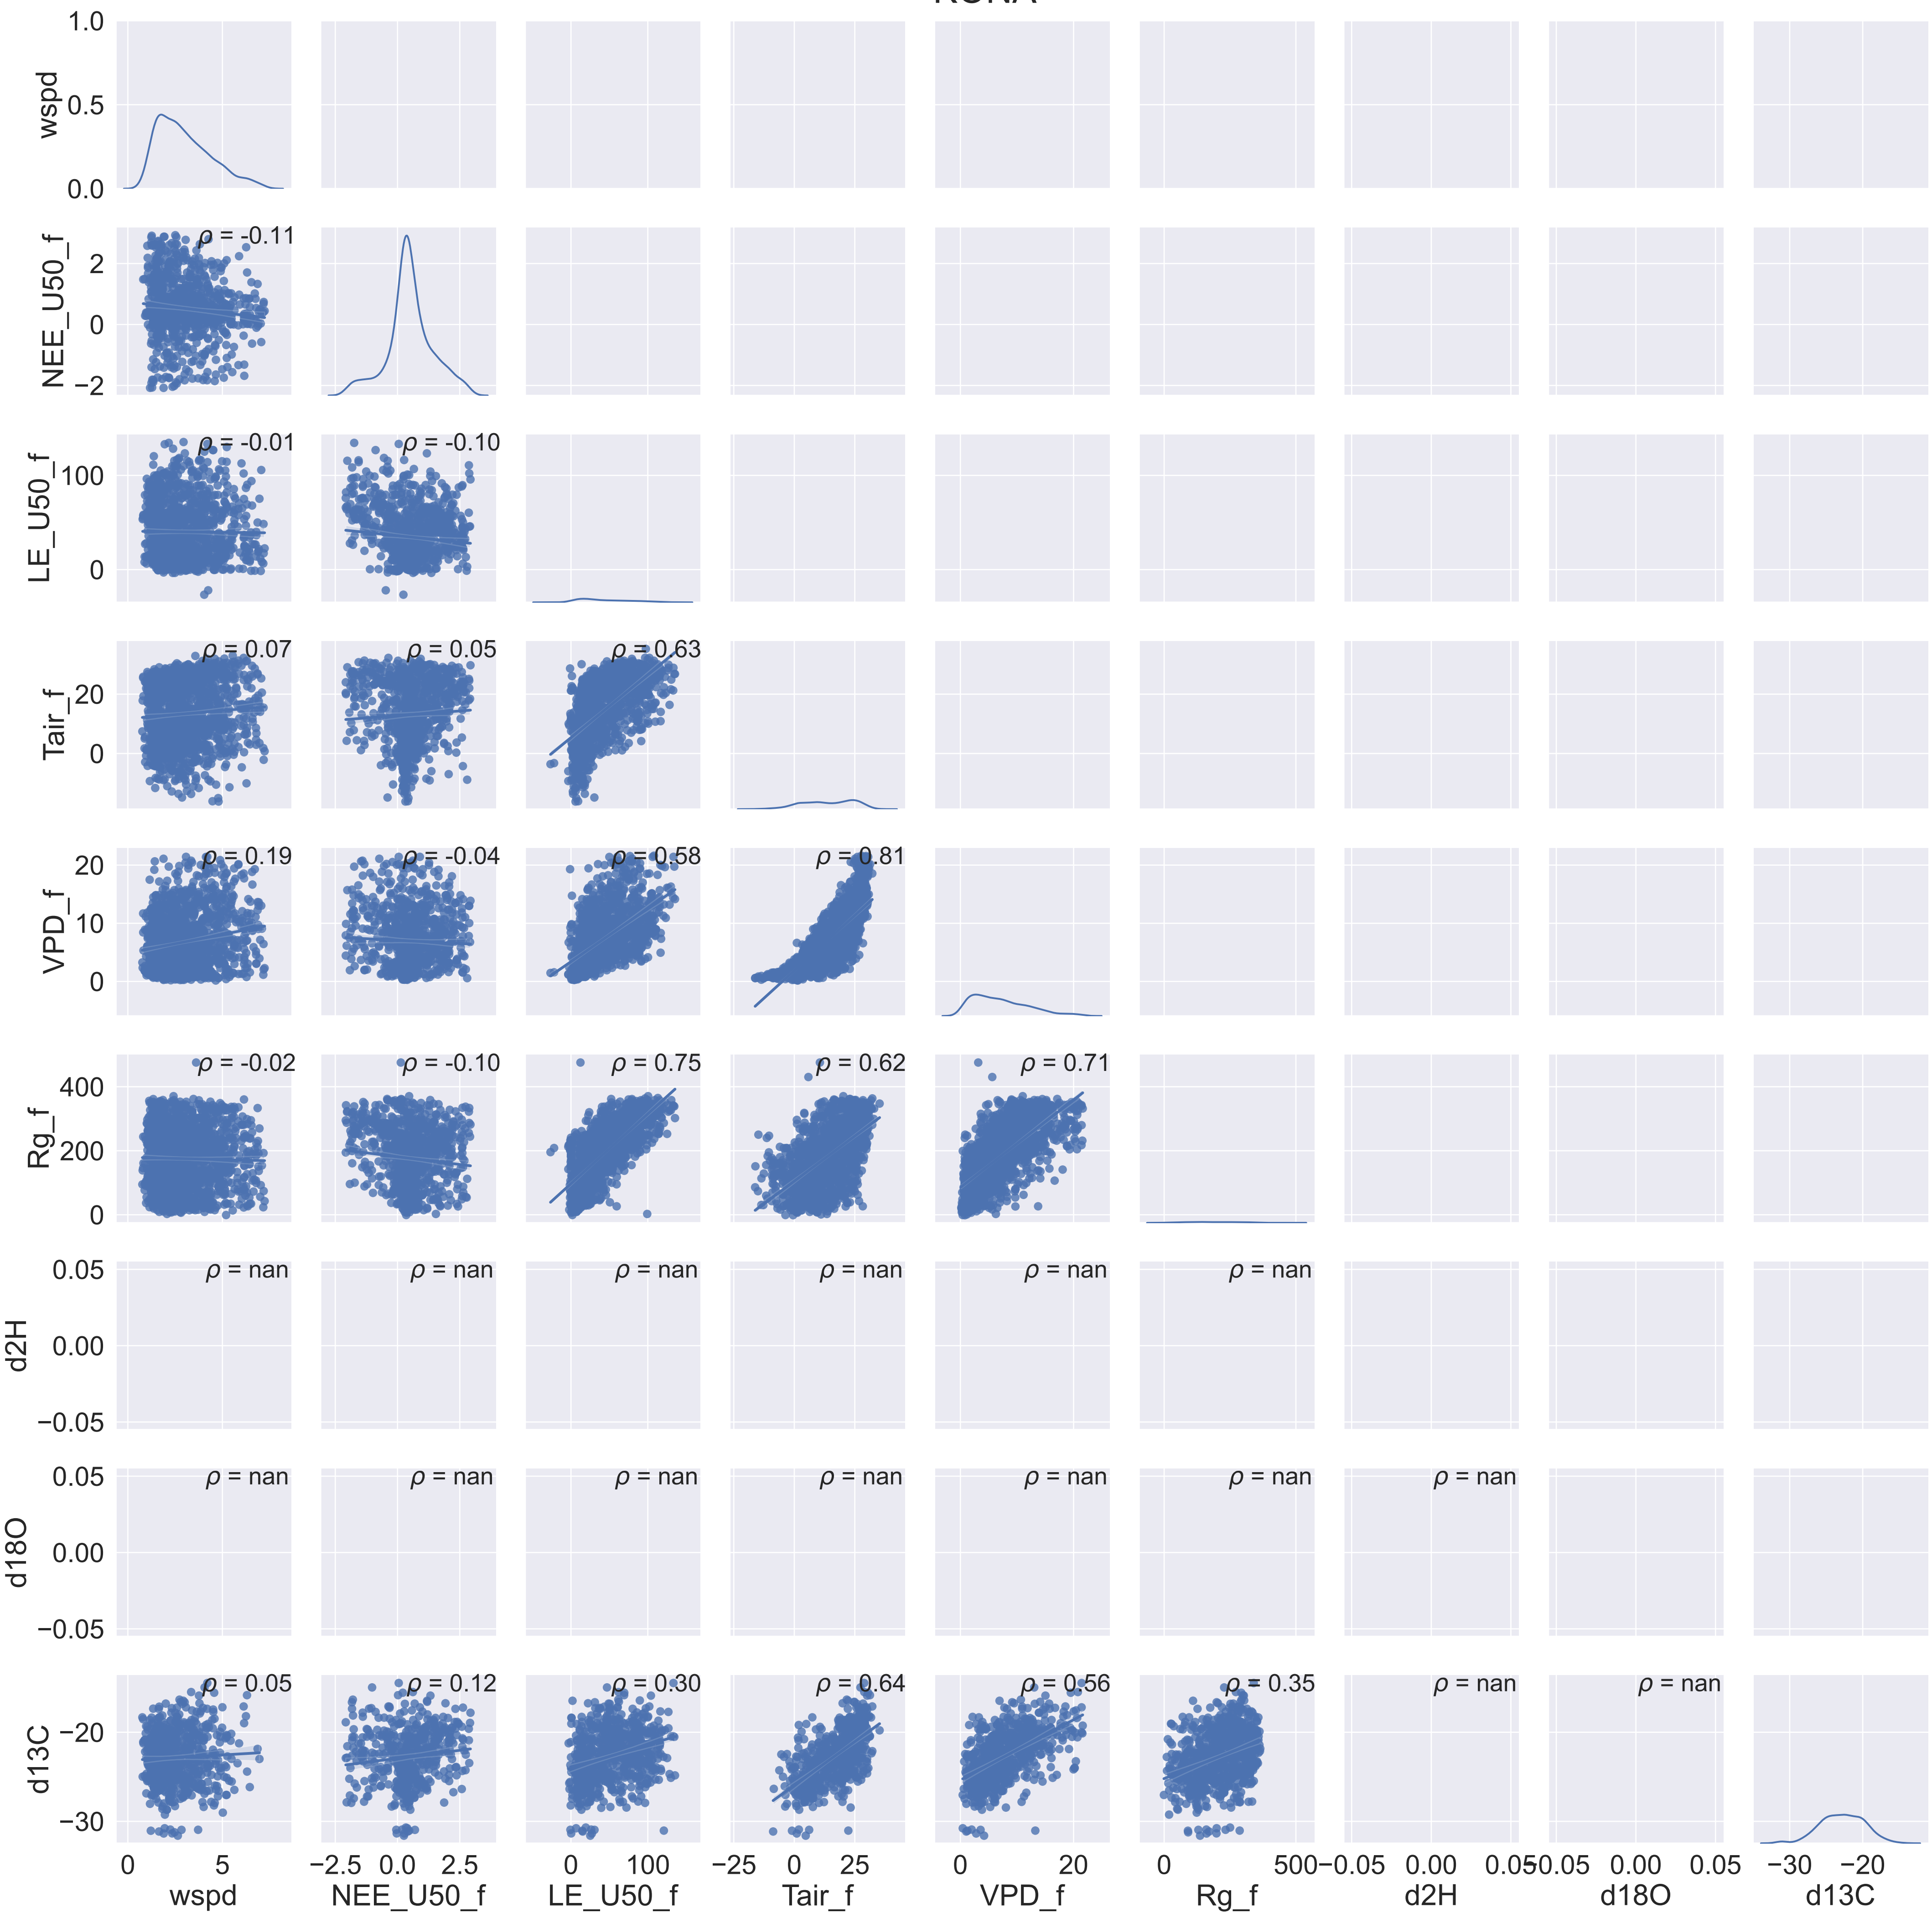 1.0
0.5
0.0
wspd
ρ = -0.11
2
0
−2
NEE_U50_f
ρ = -0.01
ρ = -0.10
100
0
LE_U50_f
ρ = 0.07
ρ = 0.05
ρ = 0.63
20
0
Tair_f
ρ = 0.19
ρ = -0.04
ρ = 0.58
ρ = 0.81
20
10
0
VPD_f
ρ = -0.02
ρ = -0.10
ρ = 0.75
ρ = 0.62
ρ = 0.71
400
200
0
Rg_f
ρ = nan
ρ = nan
ρ = nan
ρ = nan
ρ = nan
ρ = nan
0.05
0.00
−0.05
d2H
ρ = nan
ρ = nan
ρ = nan
ρ = nan
ρ = nan
ρ = nan
ρ = nan
0.05
0.00
−0.05
d18O
ρ = 0.05
ρ = 0.12
ρ = 0.30
ρ = 0.64
ρ = 0.56
ρ = 0.35
ρ = nan
ρ = nan
−20
−30
d13C
0 5
−2.5 0.0 2.5
0 100
−25 0 25
0 20
0 500
−0.05 0.00 0.05
−0.05 0.00 0.05
−30 −20
wspd
NEE_U50_f
LE_U50_f
Tair_f
VPD_f
Rg_f
d2H
d18O
d13C